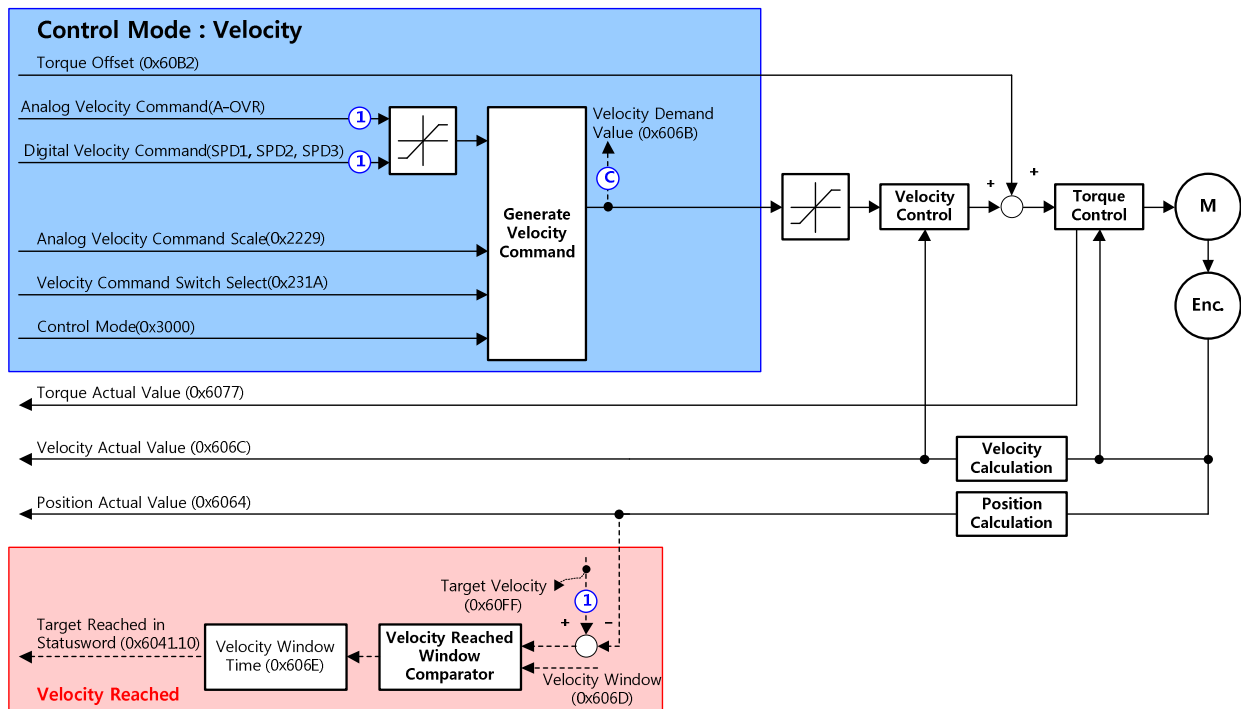 Control Mode : Velocity
Torque Offset (0x60B2)
Analog Velocity Command(A-OVR)
1
Digital Velocity Command(SPD1, SPD2, SPD3)
1
Velocity Demand
Value (0x606B)
C
Generate
Velocity
Command
Analog Velocity Command Scale(0x2229)
Velocity Command Switch Select(0x231A)
Control Mode(0x3000)
Velocity
Control
+
+
Torque
Control
M
Enc.
Torque Actual Value (0x6077)
Velocity Actual Value (0x606C)
Velocity
Calculation
Position Actual Value (0x6064)
Position
Calculation
Target Velocity
(0x60FF)
1
+
−
Target Reached in
Statusword (0x6041.10)
Velocity Window
Time (0x606E)
Velocity Reached
Window
Comparator
Velocity Window
(0x606D)
Velocity Reached